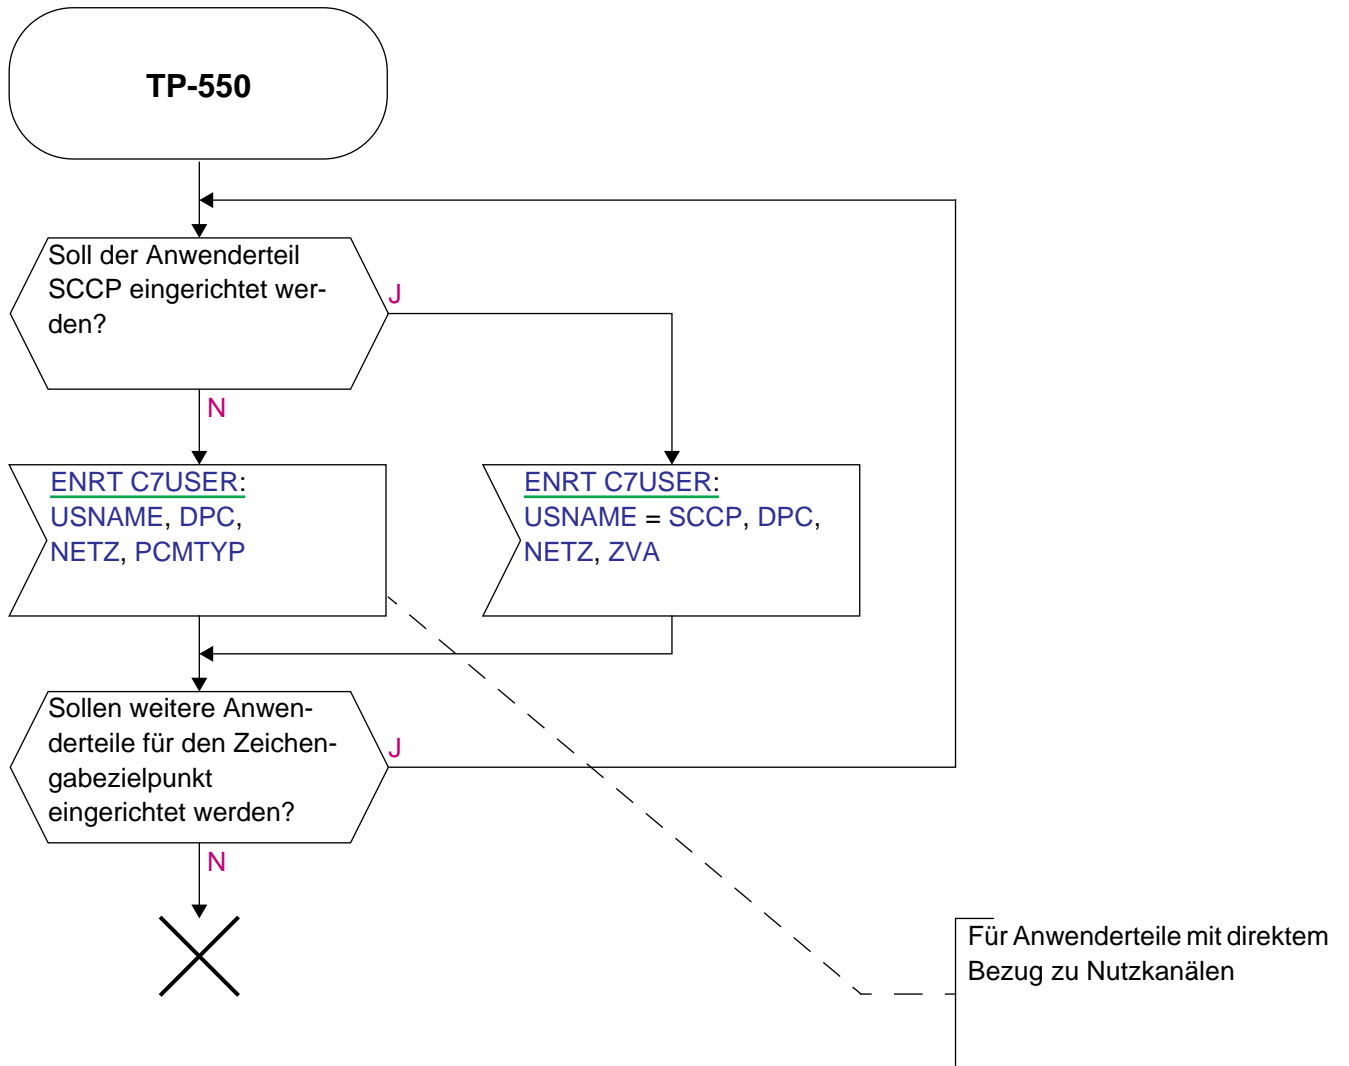 TP-550
Soll der Anwenderteil
SCCP eingerichtet wer-
den?
J
N
ENRT C7USER:
USNAME, DPC,
NETZ, PCMTYP
ENRT C7USER:
USNAME = SCCP, DPC,
NETZ, ZVA
Sollen weitere Anwen-
derteile für den Zeichen-
gabezielpunkt
eingerichtet werden?
J
N
Für Anwenderteile mit direktem
Bezug zu Nutzkanälen